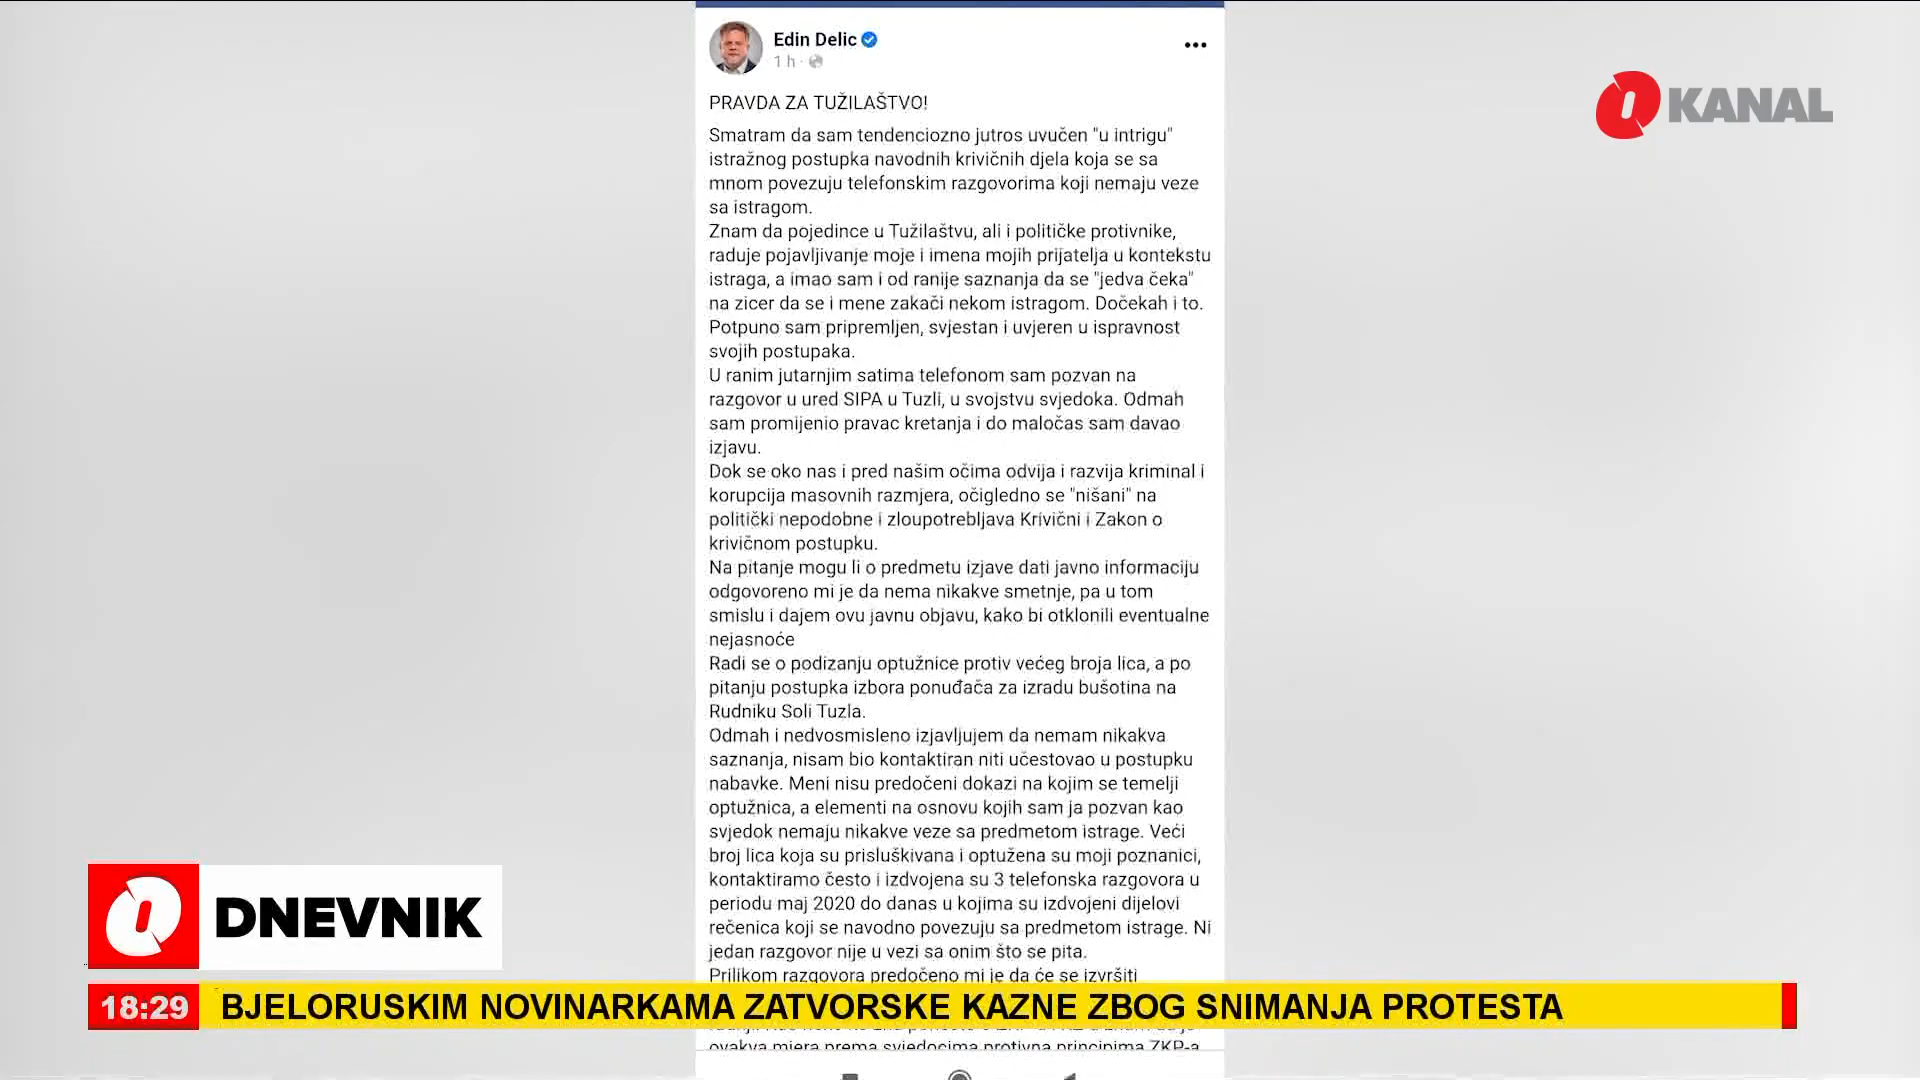 Edin Delic
1 h
PRAVDA ZA TUŽILAŠTVO!
Smatram da sam tendenciozno jutros uvučen "u intrigu"
istražnog postupka navodnih krivičnih djela koja se sa
mnom povezuju telefonskim razgovorima koji nemaju veze
sa istragom.
Znam da pojedince u Tužilaštvu, ali i političke protivnike,
raduje pojavljivanje moje i imena mojih prijatelja u kontekstu
istraga, a imao sam i od ranije saznanja da se "jedva čeka"
na zicer da se i mene zakači nekom istragom. Dočekah i to.
Potpuno sam pripremljen, svjestan i uvjeren u ispravnost
svojih postupaka.
U ranim jutarnjim satima telefonom sam pozvan na
razgovor u ured SIPA u Tuzli, u svojstvu svjedoka. Odmah
sam promijenio pravac kretanja i do maločas sam davao
izjavu.
Dok se oko nas i pred našim očima odvija i razvija kriminal i
korupcija masovnih razmjera, očigledno se "nišani" na
politički nepodobne i zloupotrebljava Krivični i Zakon o
krivičnom postupku.
Na pitanje mogu li o predmetu izjave dati javno informaciju
odgovoreno mi je da nema nikakve smetnje, pa u tom
smislu i dajem ovu javnu objavu, kako bi otklonili eventualne
nejasnoće
Radi se o podizanju optužnice protiv većeg broja lica, a po
pitanju postupka izbora ponuđača za izradu bušotina na
Rudniku Soli Tuzla.
Odmah i nedvosmisleno izjavljujem da nemam nikakva
saznanja, nisam bio kontaktiran niti učestovao u postupku
nabavke. Meni nisu predočeni dokazi na kojim se temelji
optužnica, a elementi na osnovu kojih sam ja pozvan kao
svjedok nemaju nikakve veze sa predmetom istrage. Veći
broj lica koja su prisluškivana i optužena su moji poznanici,
kontaktiramo često i izdvojena su 3 telefonska razgovora u
periodu maj 2020 do danas u kojima su izdvojeni dijelovi
rečenica koji se navodno povezuju sa predmetom istrage. Ni
jedan razgovor nije u vezi sa onim što se pita.
Prilikom razgovora predočeno mi je da će se izvršiti
ovakva mjera prema svjedocima protivna principima ZKP-a
KANAL
DNEVNIK
18:29
BJELORUSKIM NOVINARKAMA ZATVORSKE KAZNE ZBOG SNIMANJA PROTESTA